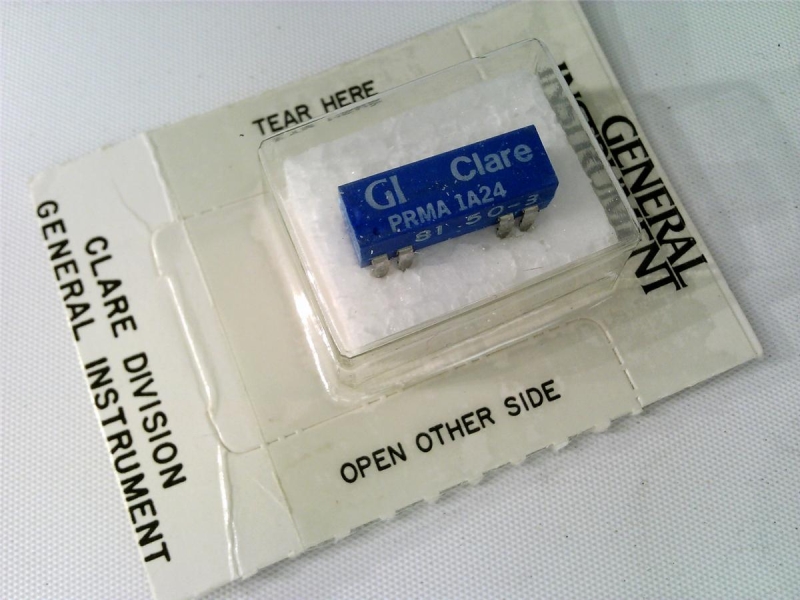 TEAR HERE
GENERAL
INSTRUMENT
GI Clare
PRMA 1A24
81 50-3
CLARE DIVISION
GENERAL INSTRUMENT
OPEN OTHER SIDE